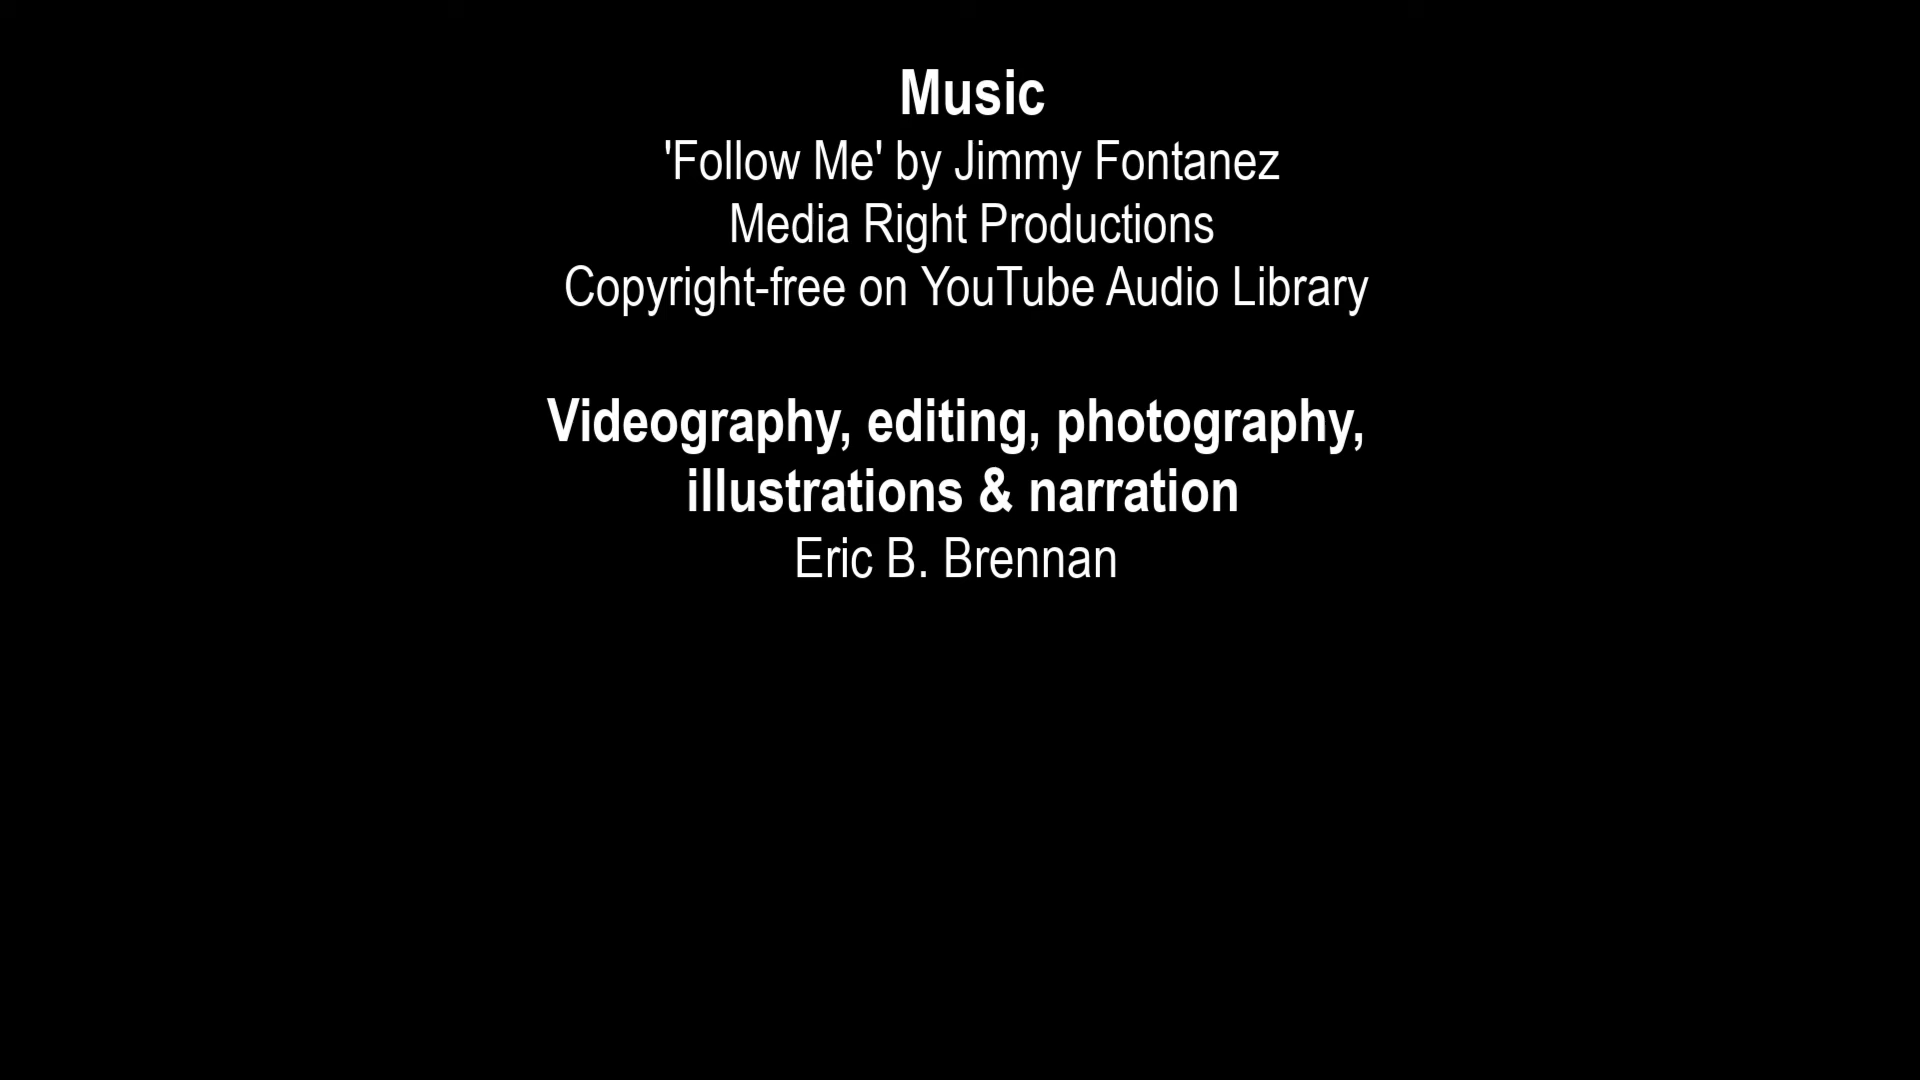 Music
'Follow Me' by Jimmy Fontanez
Media Right Productions
Copyright-free on YouTube Audio Library
Videography, editing, photography,
illustrations & narration
Eric B. Brennan